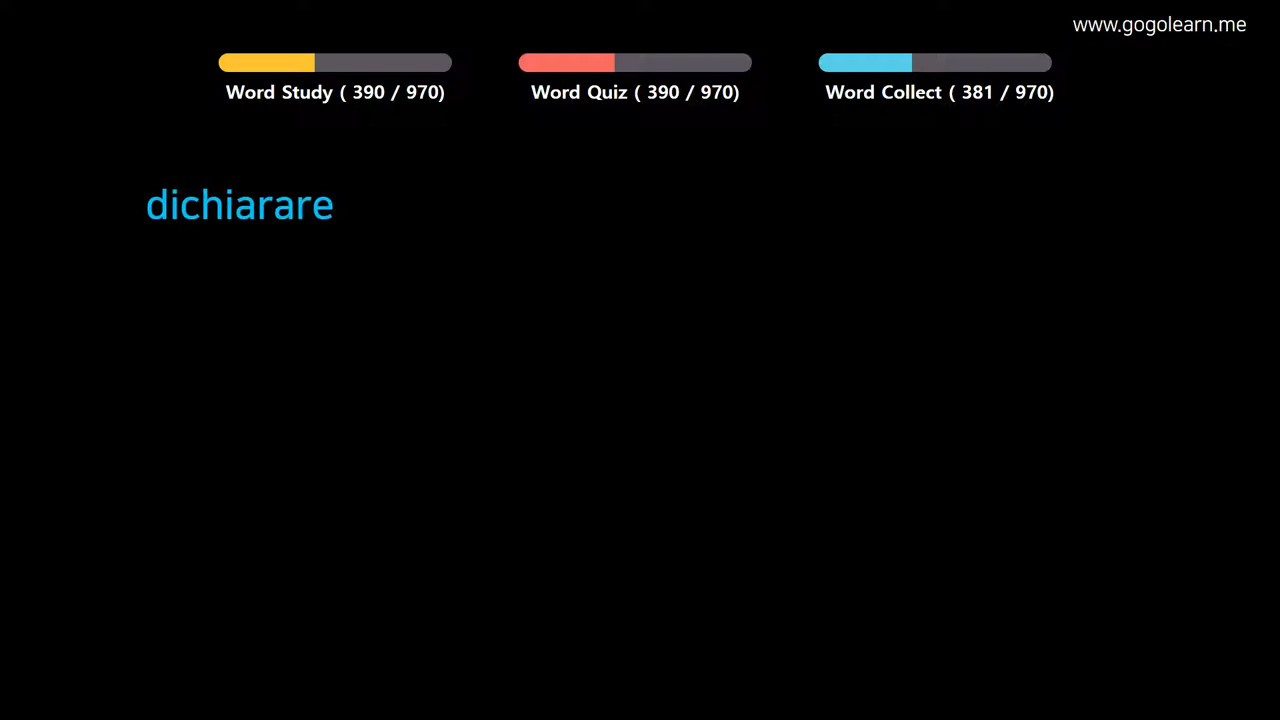 www.gogolearn.me
Word Study ( 390 / 970)
Word Quiz ( 390 / 970)
Word Collect ( 381 / 970)
dichiarare